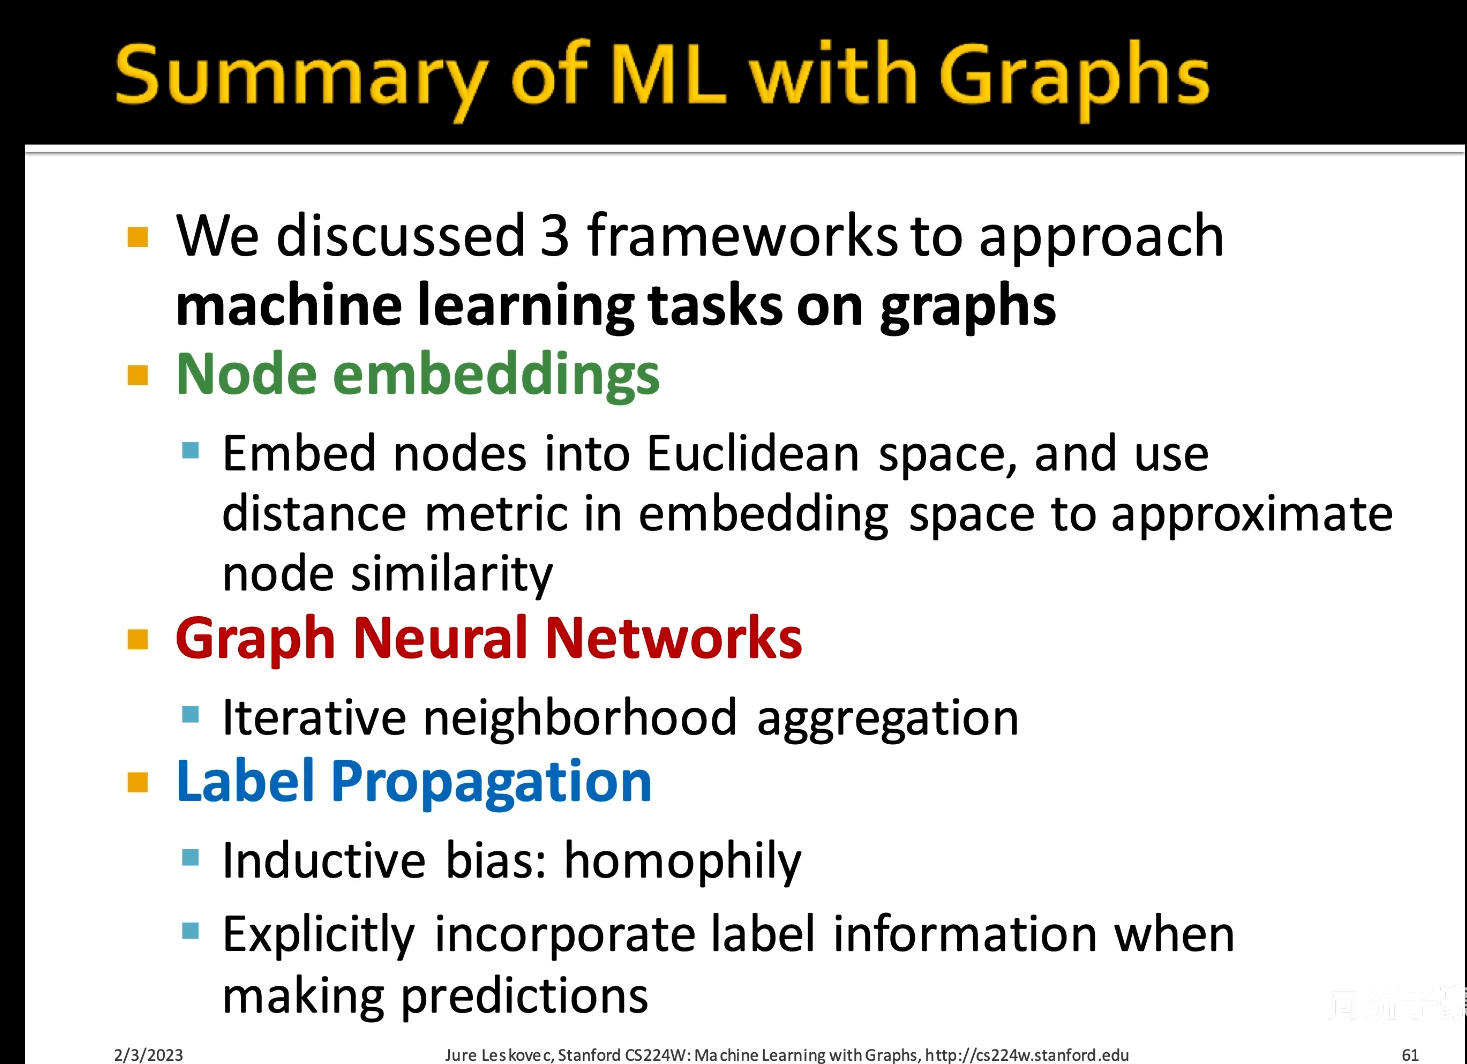 Summary of ML with Graphs
We discussed 3 frameworks to approach
machine learning tasks on graphs
Node embeddings
Embed nodes into Euclidean space, and use
distance metric in embedding space to approximate
node similarity
Graph Neural Networks
Iterative neighborhood aggregation
Label Propagation
Inductive bias: homophily
Explicitly incorporate label information when
making predictions
2/3/2023
Jure Leskovec, Stanford CS224W: Machine Learning with Graphs, http://cs224w.stanford.edu
61